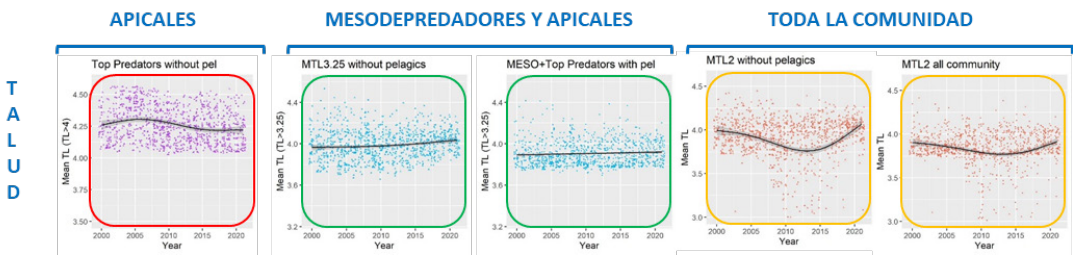 APICALES
MESODEPREDADORES Y APICALES
TODA LA COMUNIDAD
T
A
L
U
D
Top Predators without pel
Mean TL (TL>4)
4.50
4.25
4.00
3.75
3.50
2000 2005 2010 2015 2020
Year
MTL3.25 without pelagics
Mean TL (TL>3.25)
4.4
4.0
3.6
3.2
2000 2005 2010 2015 2020
Year
MESO+Top Predators with pel
Mean TL (TL>3.25)
4.4
4.0
3.6
3.2
2000 2005 2010 2015 2020
Year
MTL2 without pelagics
Mean TL
4.5
4.0
3.5
3.0
2000 2005 2010 2015 2020
Year
MTL2 all community
Mean TL
4.5
4.0
3.5
3.0
2000 2005 2010 2015 2020
Year